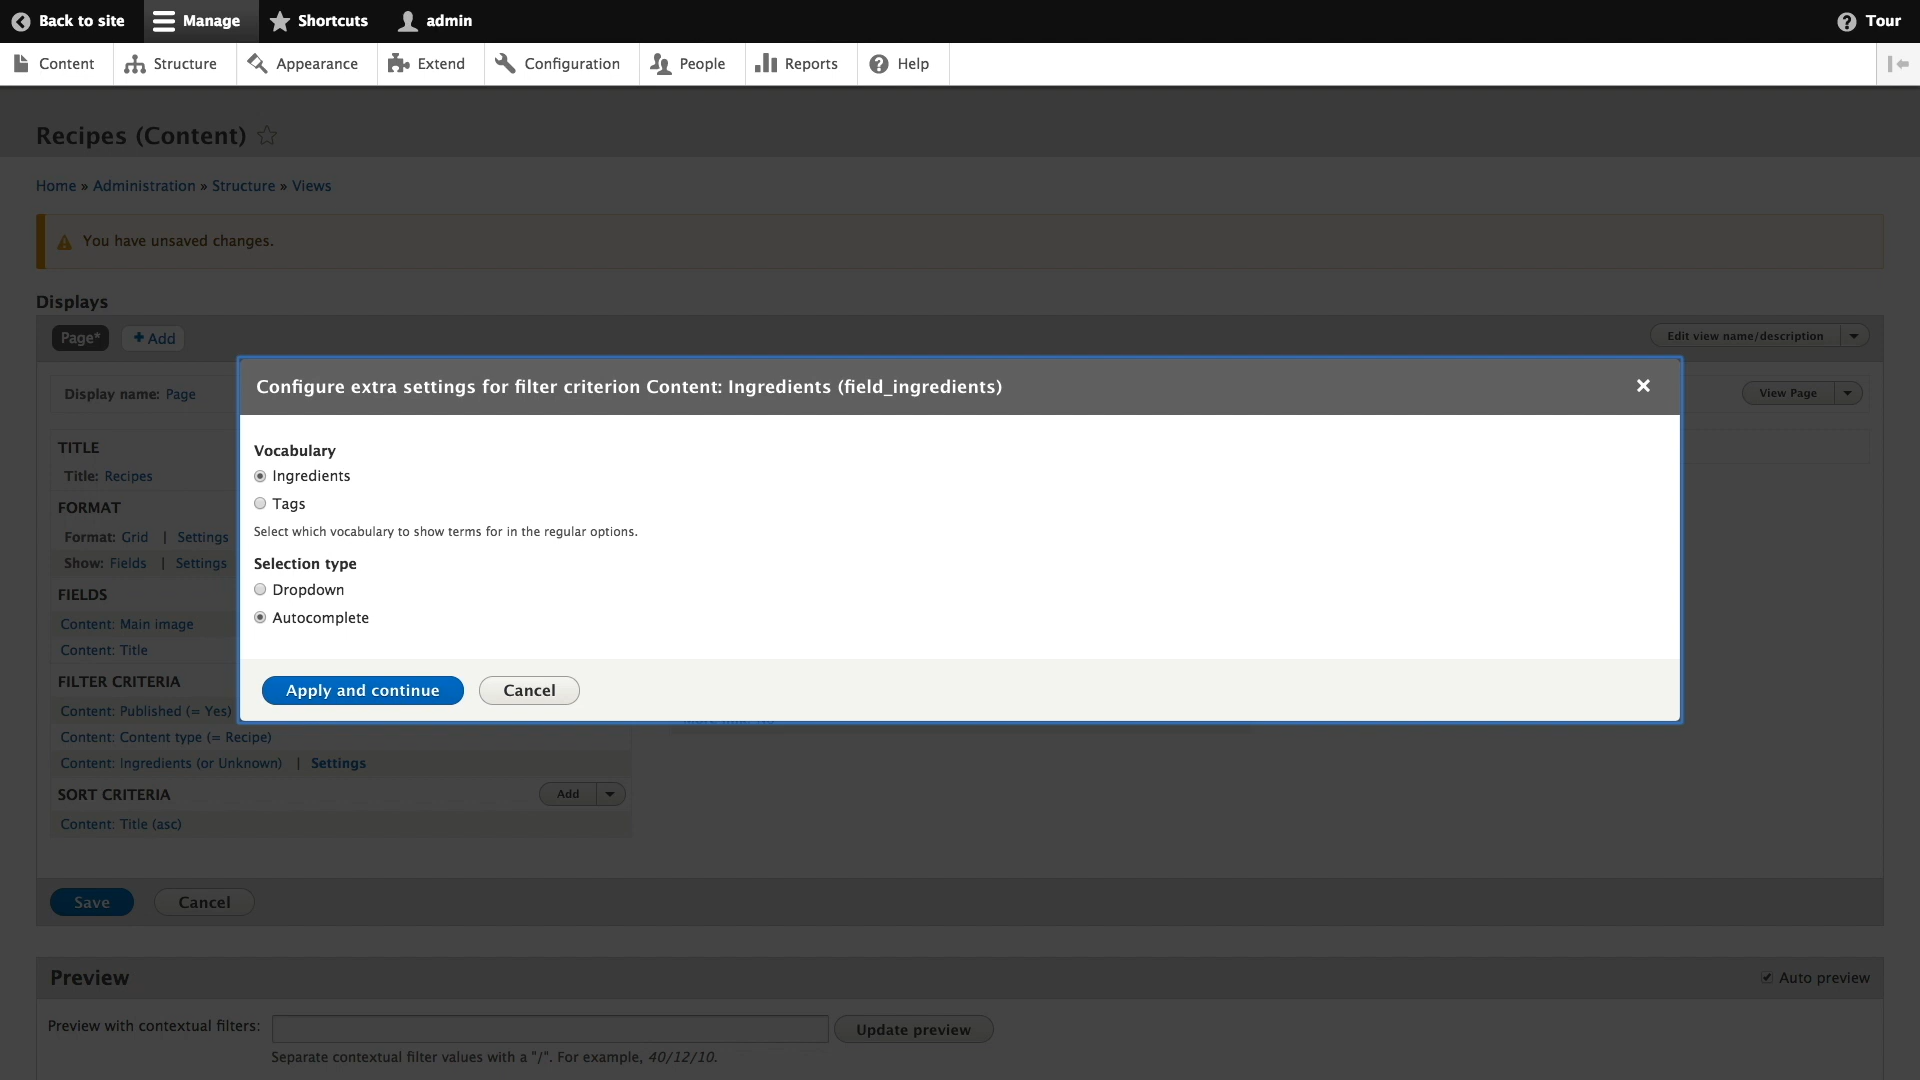 Back to site Manage Shortcuts admin Tour
Content Structure Appearance Extend Configuration People Reports Help
Recipes (Content)
Home » Administration » Structure » Views
You have unsaved changes.
Displays
Page* + Add Edit view name/description
Display name: Page View Page
Configure extra settings for filter criterion Content: Ingredients (field_ingredients)
Vocabulary
Ingredients
Tags
Select which vocabulary to show terms for in the regular options.
Selection type
Dropdown
Autocomplete
Apply and continue Cancel
TITLE
Title: Recipes
FORMAT
Format: Grid | Settings
Show: Fields | Settings
FIELDS
Content: Main image
Content: Title
FILTER CRITERIA
Content: Published (= Yes)
Content: Content type (= Recipe)
Content: Ingredients (or Unknown) | Settings
SORT CRITERIA Add
Content: Title (asc)
Save Cancel
Preview Auto preview
Preview with contextual filters: Update preview
Separate contextual filter values with a "/". For example, 40/12/10.